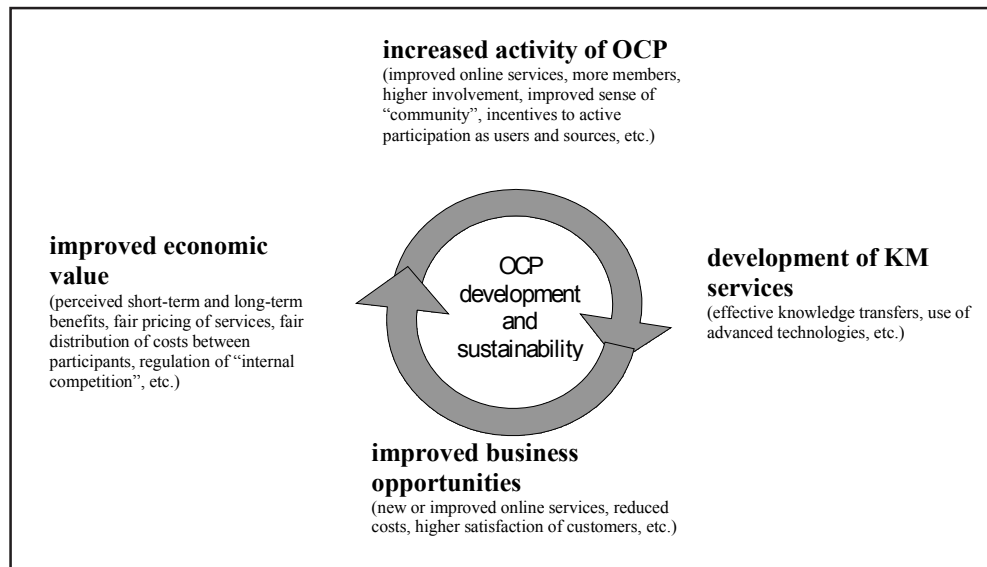 increased activity of OCP
(improved online services, more members,
higher involvement, improved sense of
“community”, incentives to active
participation as users and sources, etc.)
improved economic
value
(perceived short-term and long-term
benefits, fair pricing of services, fair
distribution of costs between
participants, regulation of “internal
competition”, etc.)
OCP
development
and
sustainability
development of KM
services
(effective knowledge transfers, use of
advanced technologies, etc.)
improved business
opportunities
(new or improved online services, reduced
costs, higher satisfaction of customers, etc.)